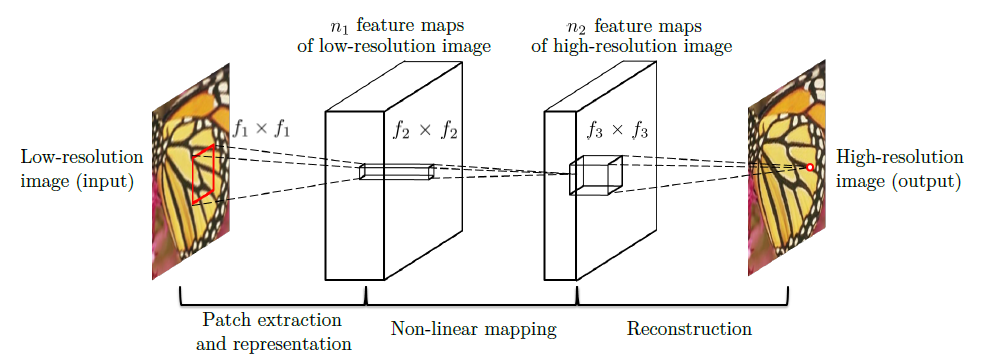 n₁ feature maps
of low-resolution image
n₂ feature maps
of high-resolution image
f₁ × f₁
f₂ × f₂
f₃ × f₃
Low-resolution
image (input)
High-resolution
image (output)
Patch extraction
and representation
Non-linear mapping
Reconstruction